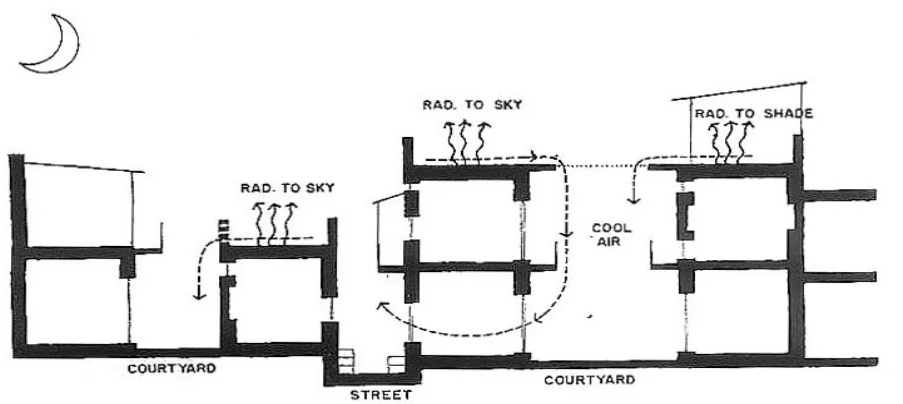 RAD. TO SKY
RAD. TO SHADE
RAD. TO SKY
COOL
AIR
COURTYARD
COURTYARD
STREET